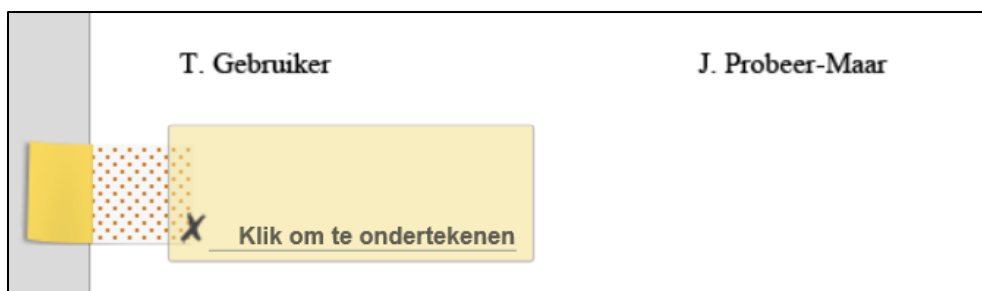 T. Gebruiker
J. Probeer-Maar
X Klik om te ondertekenen